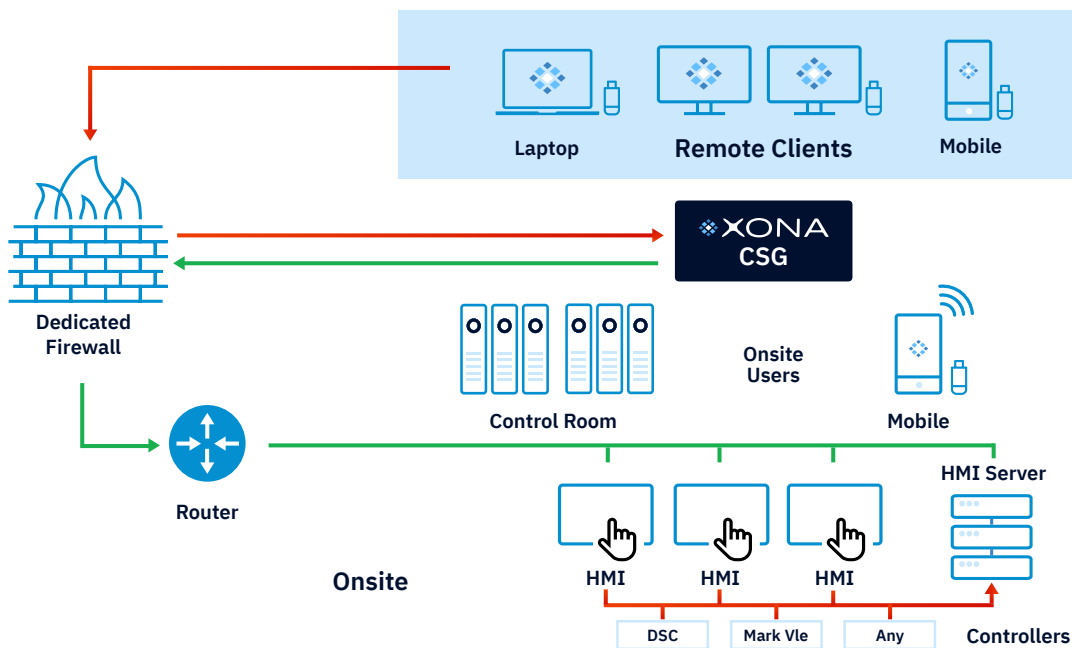 Laptop
Remote Clients
Mobile
XONA
CSG
Dedicated
Firewall
Onsite
Users
Control Room
Mobile
HMI Server
Router
HMI
HMI
HMI
Onsite
DSC
Mark Vle
Any
Controllers